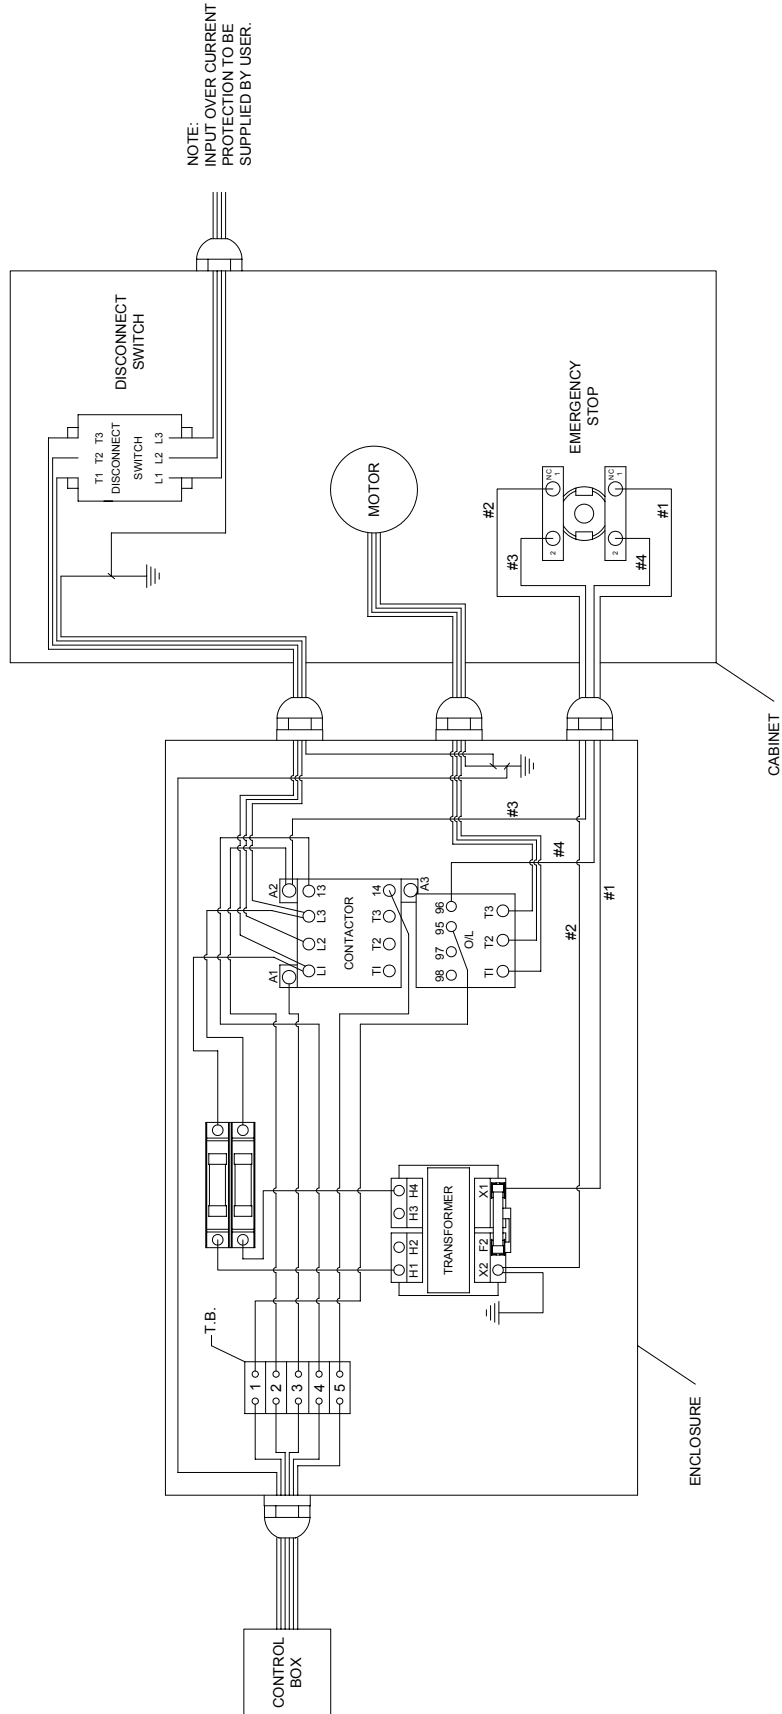 NOTE:
INPUT OVER CURRENT
PROTECTION TO BE
SUPPLIED BY USER.
DISCONNECT
SWITCH
T1 T2 T3
DISCONNECT
SWITCH
L1 L2 L3
MOTOR
EMERGENCY
STOP
#2
#3
NC
1
2
NC
1
2
#4
#1
CABINET
CONTROL
BOX
T.B.
1
2
3
4
5
A1
A2
LI L2 L3 13
CONTACTOR
TI T2 T3 14
A3
98 97 95 96
O/L
TI T2 T3
#3
#4
#2
#1
H1 H2 H3 H4
TRANSFORMER
X2 F2 X1
ENCLOSURE